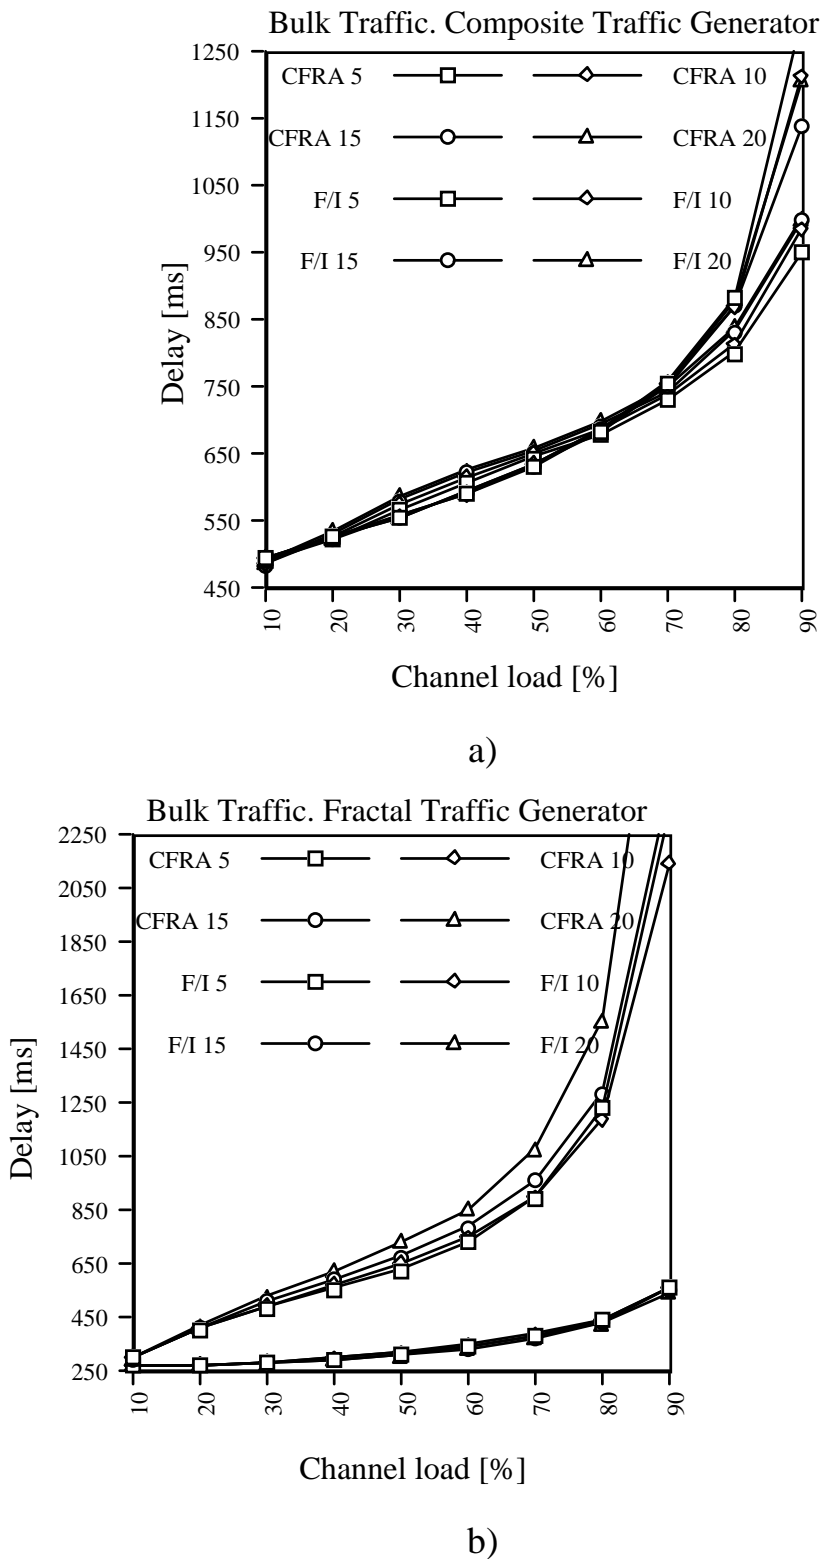 Bulk Traffic. Composite Traffic Generator
1250
1150
1050
950
850
750
650
550
450
Delay [ms]
CFRA 5 CFRA 10
CFRA 15 CFRA 20
F/I 5 F/I 10
F/I 15 F/I 20
10 20 30 40 50 60 70 80 90
Channel load [%]
a)
Bulk Traffic. Fractal Traffic Generator
2250
2050
1850
1650
1450
1250
1050
850
650
450
250
Delay [ms]
CFRA 5 CFRA 10
CFRA 15 CFRA 20
F/I 5 F/I 10
F/I 15 F/I 20
10 20 30 40 50 60 70 80 90
Channel load [%]
b)